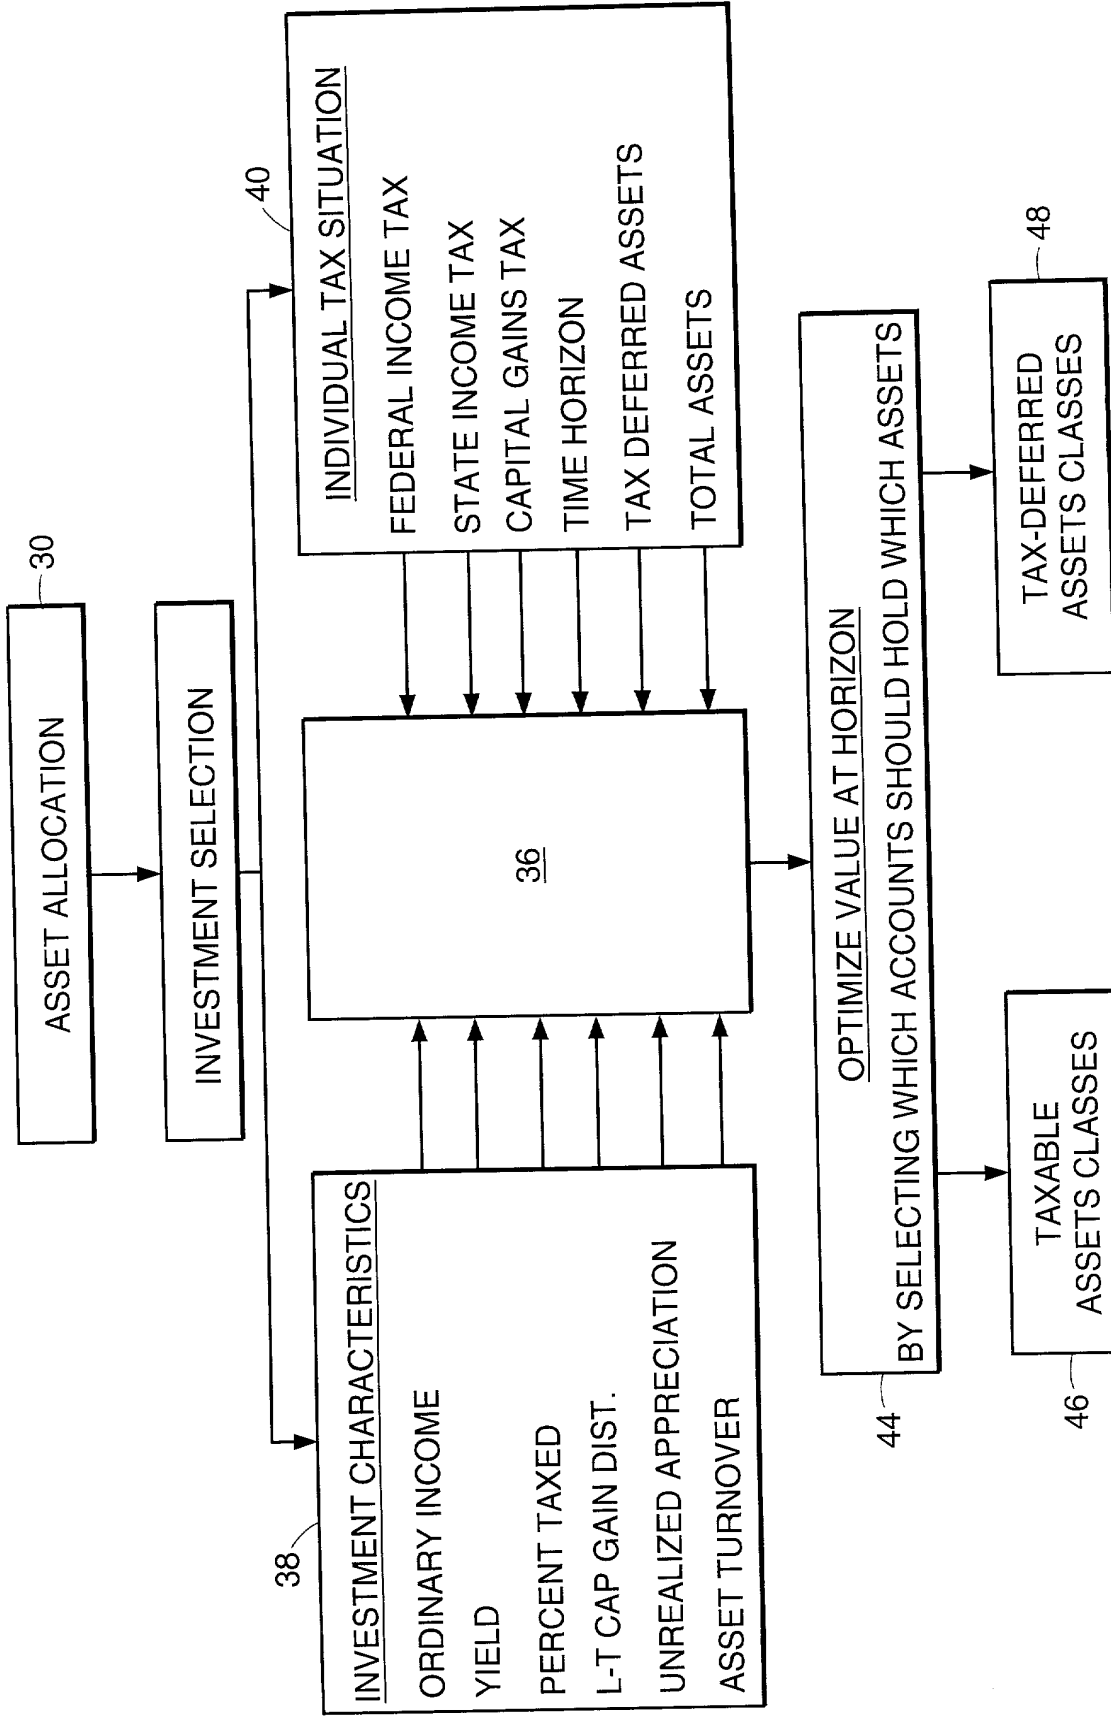 ASSET ALLOCATION
30
INVESTMENT SELECTION
38
INVESTMENT CHARACTERISTICS
ORDINARY INCOME
YIELD
PERCENT TAXED
L-T CAP GAIN DIST.
UNREALIZED APPRECIATION
ASSET TURNOVER
36
40
INDIVIDUAL TAX SITUATION
FEDERAL INCOME TAX
STATE INCOME TAX
CAPITAL GAINS TAX
TIME HORIZON
TAX DEFERRED ASSETS
TOTAL ASSETS
44
OPTIMIZE VALUE AT HORIZON
BY SELECTING WHICH ACCOUNTS SHOULD HOLD WHICH ASSETS
46
TAXABLE
ASSETS CLASSES
48
TAX-DEFERRED
ASSETS CLASSES